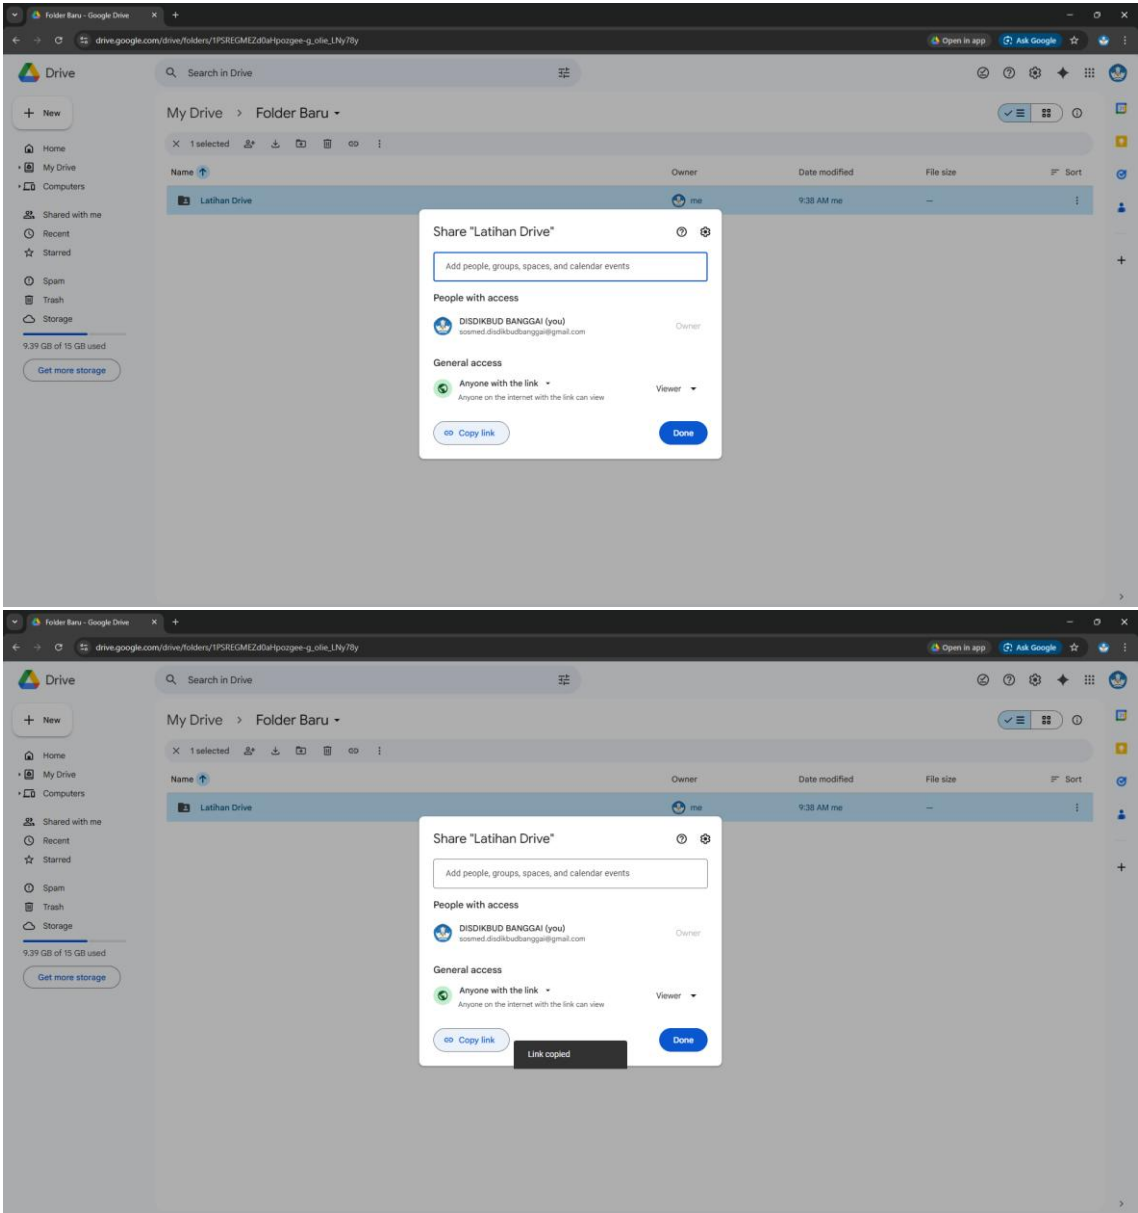 Folder Baru - Google Drive
drive.google.com/drive/folders/1PSREGMEZd0aHpozgee-g_olie_LNy78y
Open in app
Ask Google
Drive
Search in Drive
New
My Drive > Folder Baru
1 selected
Home
My Drive
Computers
Shared with me
Recent
Starred
Spam
Trash
Storage
9.39 GB of 15 GB used
Get more storage
Name Owner Date modified File size Sort
Latihan Drive me 9:38 AM me —
Share "Latihan Drive"
Add people, groups, spaces, and calendar events
People with access
DISDIKBUD BANGGAI (you)
sosmed.disdikbudbanggai@gmail.com
Owner
General access
Anyone with the link
Viewer
Anyone on the internet with the link can view
Copy link
Done
Folder Baru - Google Drive
drive.google.com/drive/folders/1PSREGMEZd0aHpozgee-g_olie_LNy78y
Open in app
Ask Google
Drive
Search in Drive
New
My Drive > Folder Baru
1 selected
Home
My Drive
Computers
Shared with me
Recent
Starred
Spam
Trash
Storage
9.39 GB of 15 GB used
Get more storage
Name Owner Date modified File size Sort
Latihan Drive me 9:38 AM me —
Share "Latihan Drive"
Add people, groups, spaces, and calendar events
People with access
DISDIKBUD BANGGAI (you)
sosmed.disdikbudbanggai@gmail.com
Owner
General access
Anyone with the link
Viewer
Anyone on the internet with the link can view
Copy link
Done
Link copied